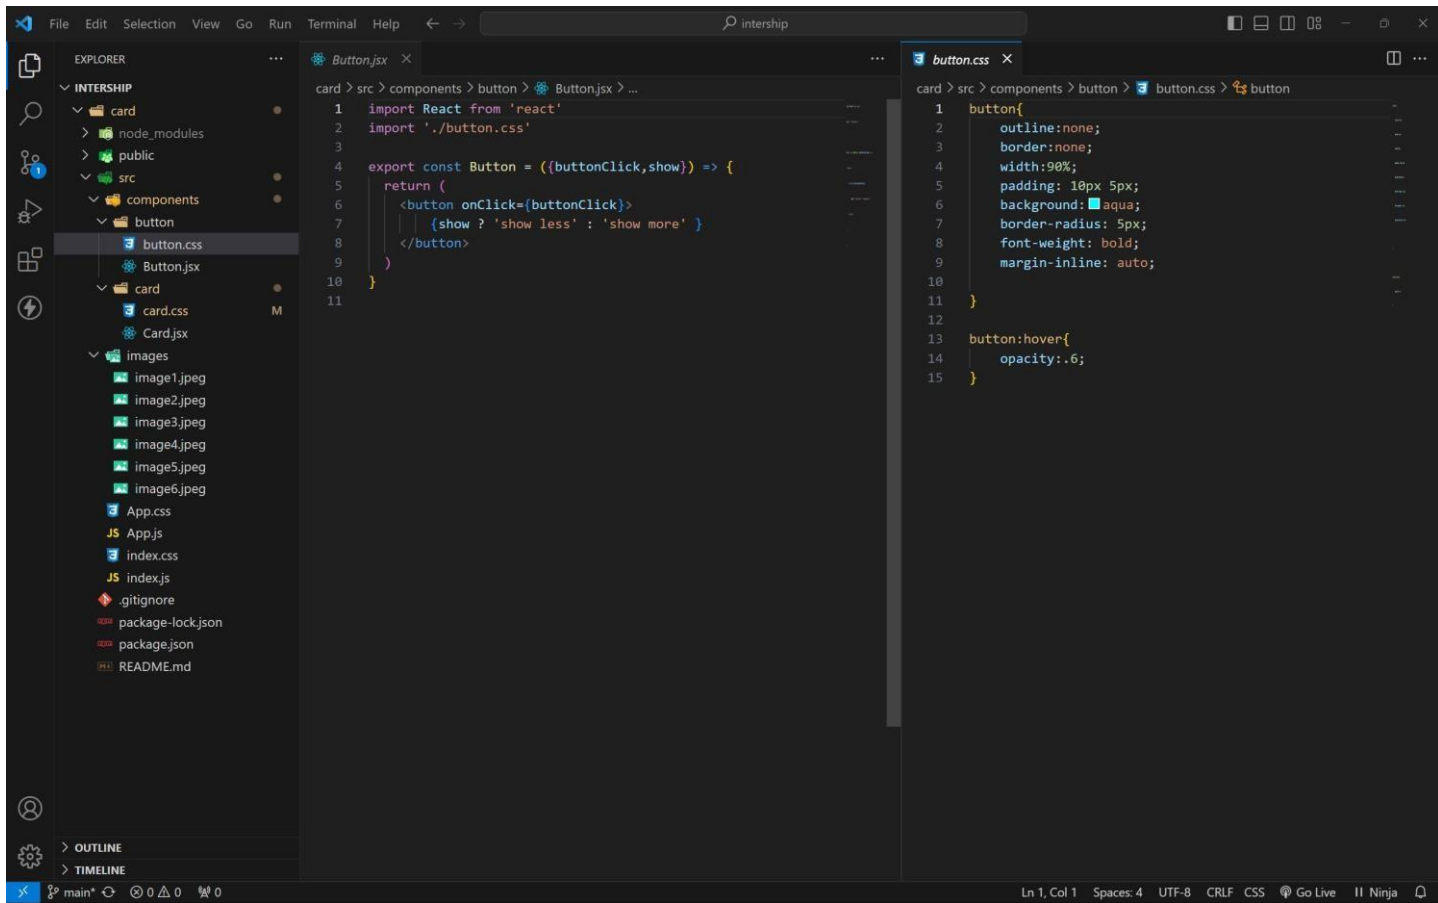 File Edit Selection View Go Run Terminal Help
intership
EXPLORER
INTERSHIP
card
node_modules
public
src
components
button
button.css
Button.jsx
card
card.css M
Card.jsx
images
image1.jpeg
image2.jpeg
image3.jpeg
image4.jpeg
image5.jpeg
image6.jpeg
App.css
JS App.js
index.css
JS index.js
.gitignore
package-lock.json
package.json
README.md
OUTLINE
TIMELINE
Button.jsx
card > src > components > button > Button.jsx > ...
1 import React from 'react'
2 import './button.css'
3
4 export const Button = ({buttonClick,show}) => {
5 return (
6 <button onClick={buttonClick}>
7 {show ? 'show less' : 'show more' }
8 </button>
9 )
10 }
11
button.css
card > src > components > button > button.css > button
1 button{
2 outline:none;
3 border:none;
4 width:90%;
5 padding: 10px 5px;
6 background: aqua;
7 border-radius: 5px;
8 font-weight: bold;
9 margin-inline: auto;
10
11 }
12
13 button:hover{
14 opacity:.6;
15 }
1
main* 0 0 0 Ln 1, Col 1 Spaces: 4 UTF-8 CRLF CSS Go Live Ninja